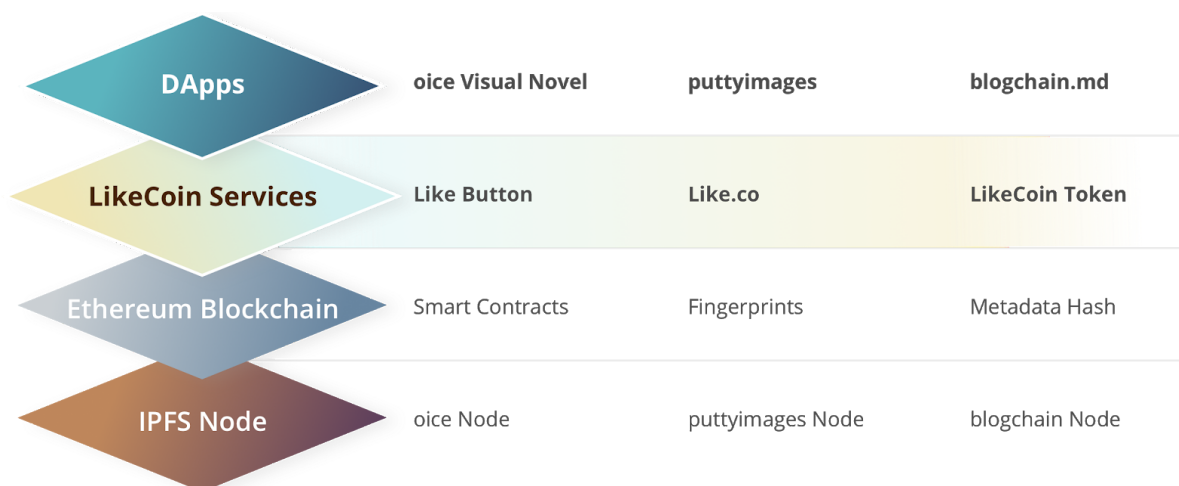 DApps
oice Visual Novel
puttyimages
blogchain.md
LikeCoin Services
Like Button
Like.co
LikeCoin Token
Ethereum Blockchain
Smart Contracts
Fingerprints
Metadata Hash
IPFS Node
oice Node
puttyimages Node
blogchain Node